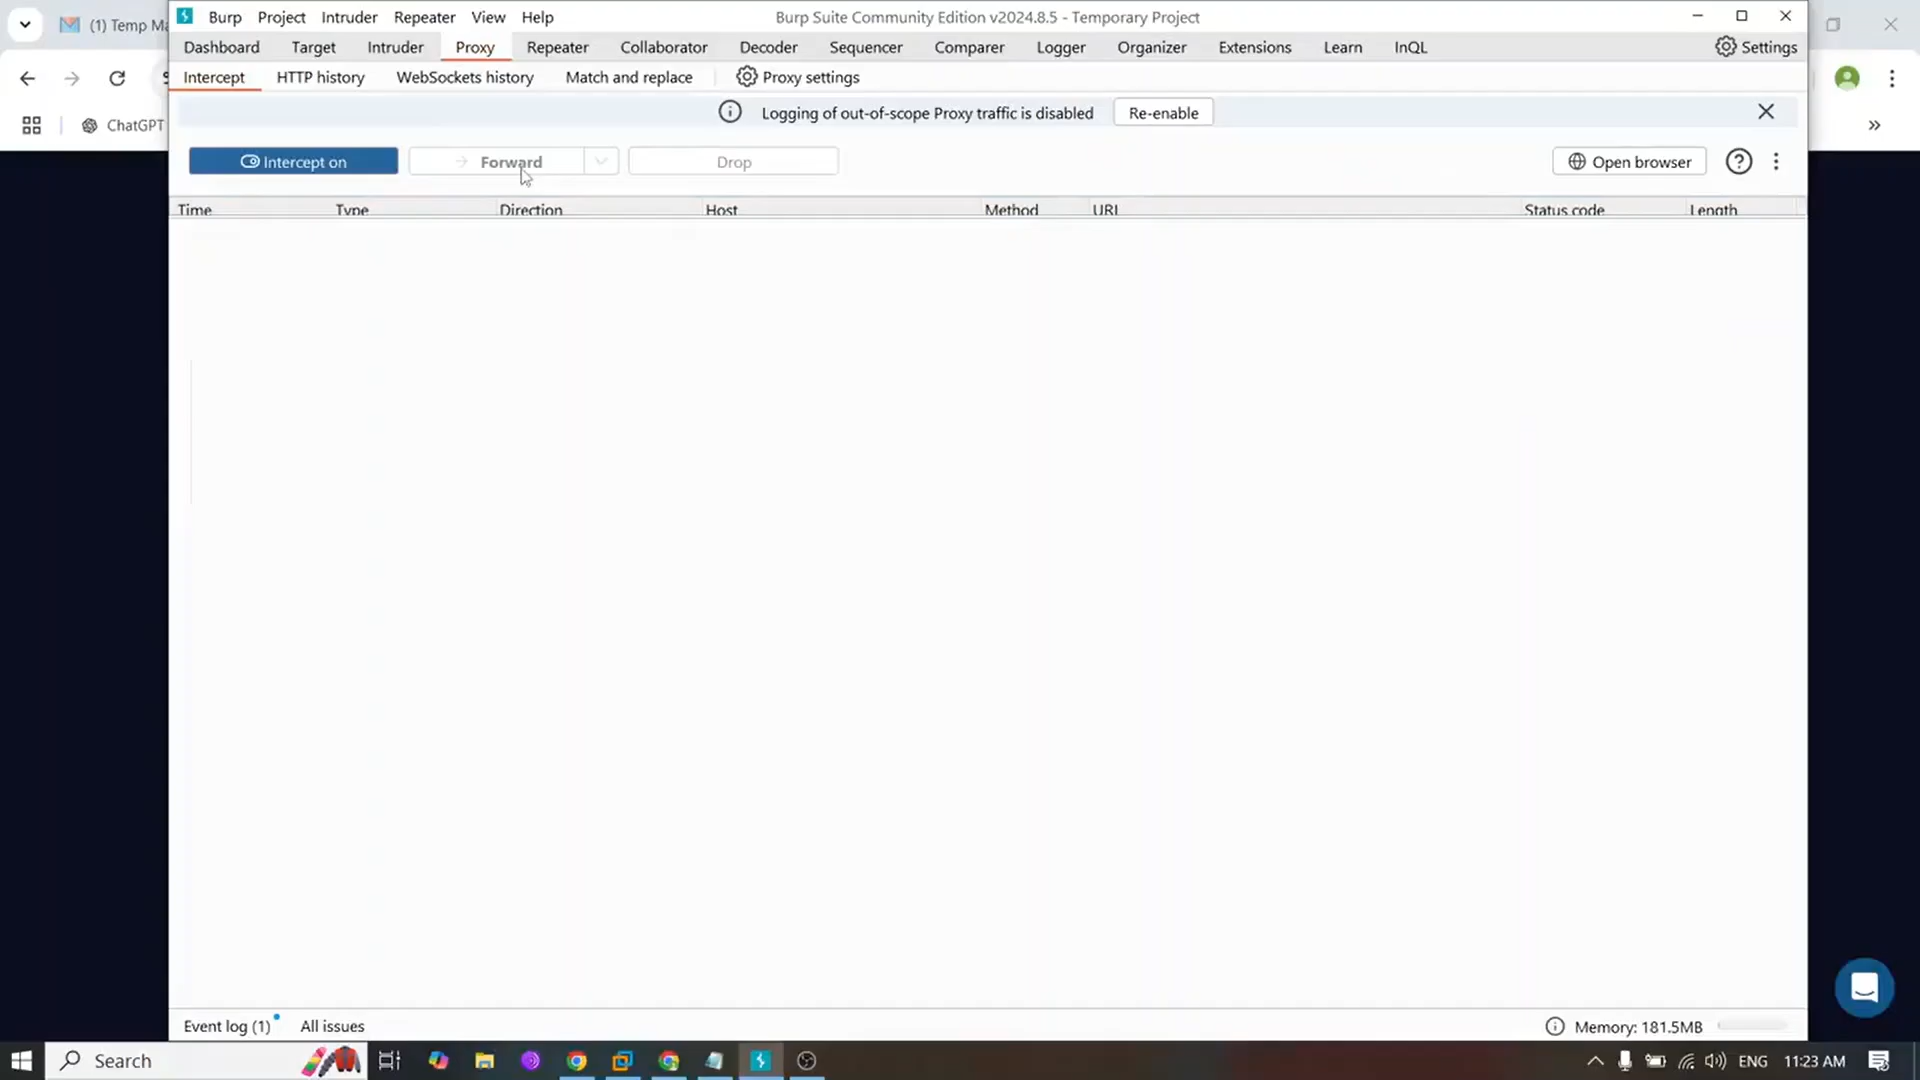 (1) Temp Ma
Burp Project Intruder Repeater View Help
Burp Suite Community Edition v2024.8.5 - Temporary Project
Dashboard Target Intruder Proxy Repeater Collaborator Decoder Sequencer Comparer Logger Organizer Extensions Learn InQL Settings
Intercept HTTP history WebSockets history Match and replace Proxy settings
Logging of out-of-scope Proxy traffic is disabled Re-enable
ChatGPT
Intercept on Forward Drop Open browser
Time Type Direction Host Method URL Status code Length
Event log (1) All issues Memory: 181.5MB
Search ENG 11:23 AM